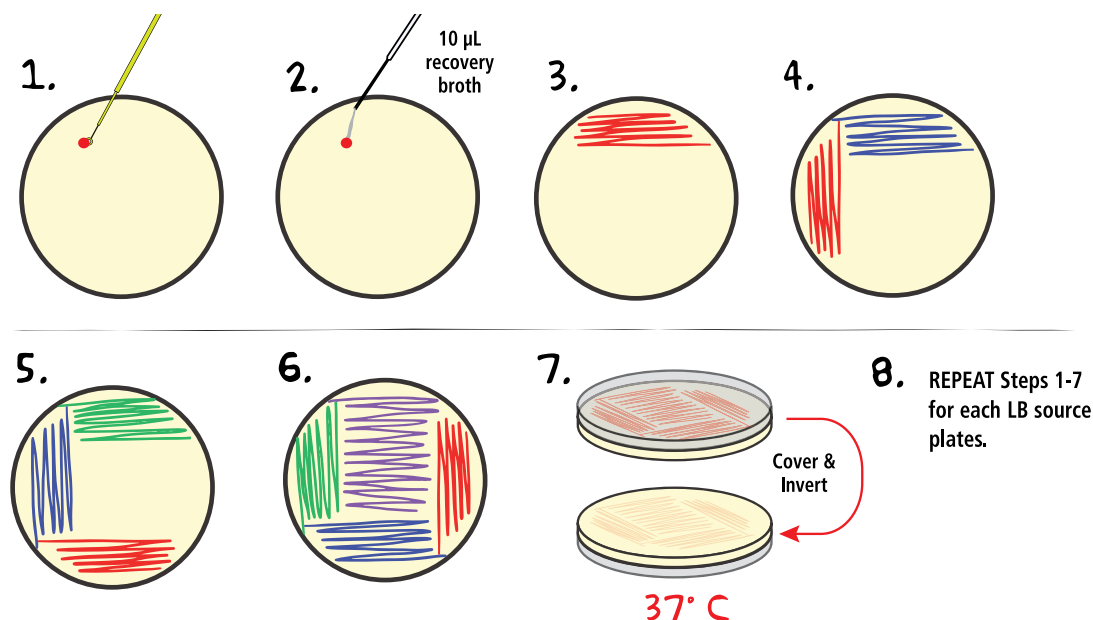 1.
2.
10 µL
recovery
broth
3.
4.
5.
6.
7.
Cover &
Invert
37° C
8.
REPEAT Steps 1-7
for each LB source
plates.